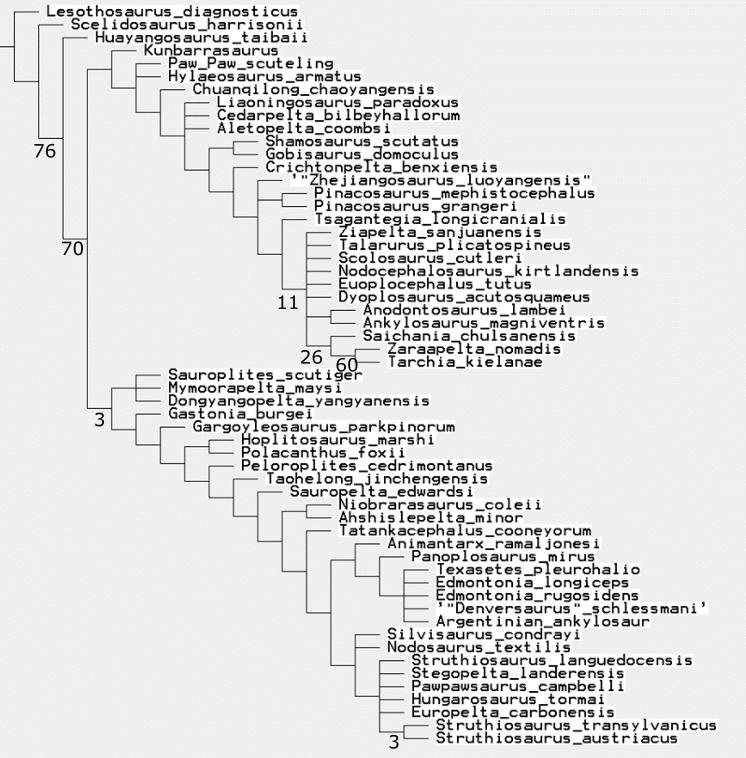 Lesothosaurus_diagnosticus
Scelidosaurus_harrisonii
Huayangosaurus_taibaii
Kunbarrasaurus
Paw_Paw_scuteling
Hylaeosaurus_armatus
Chuanqilong_chaoyangensis
Liaoningosaurus_paradoxus
Cedarpelta_bilbeyhallorum
Aletopelta_coombsi
Shamosaurus_scutatus
76
Gobisaurus_domoculus
Crichtonpelta_benxiensis
'"Zhejiangosaurus_luoyangensis"
Pinacosaurus_mephistocephalus
Pinacosaurus_grangeri
Tsagantegia_longicranialis
Ziapelta_sanjuanensis
70
Talarurus_plicatospineus
Scolosaurus_cutleri
Nodocephalosaurus_kirtlandensis
Euoplocephalus_tutus
Dyoplosaurus_acutosquameus
11
Anodontosaurus_lambei
Ankylosaurus_magniventris
Saichania_chulsanensis
Zaraapelta_nomadis
26
60
Tarchia_kielanae
Sauroplites_scutiger
Mymoorapelta_maysi
Dongyangopelta_yangyanensis
Gastonia_burgei
3
Gargoyleosaurus_parkpinorum
Hoplitosaurus_marshi
Polacanthus_foxii
Peloroplites_cedrimontanus
Taohelong_jinchengensis
Sauropelta_edwardsi
Niobrarasaurus_coleii
Ahshislepelta_minor
Tatankacephalus_cooneyorum
Animantarx_ramaljonesi
Panoplosaurus_mirus
Texasetes_pleurohalio
Edmontonia_longiceps
Edmontonia_rugosidens
'"Denversaurus"_schlessmani'
Argentinian_ankylosaur
Silvisaurus_condrayi
Nodosaurus_textilis
Struthiosaurus_languedocensis
Stegopelta_landerensis
Pawpawsaurus_campbelli
Hungarosaurus_tormai
Europelta_carbonensis
Struthiosaurus_transylvanicus
3
Struthiosaurus_austriacus